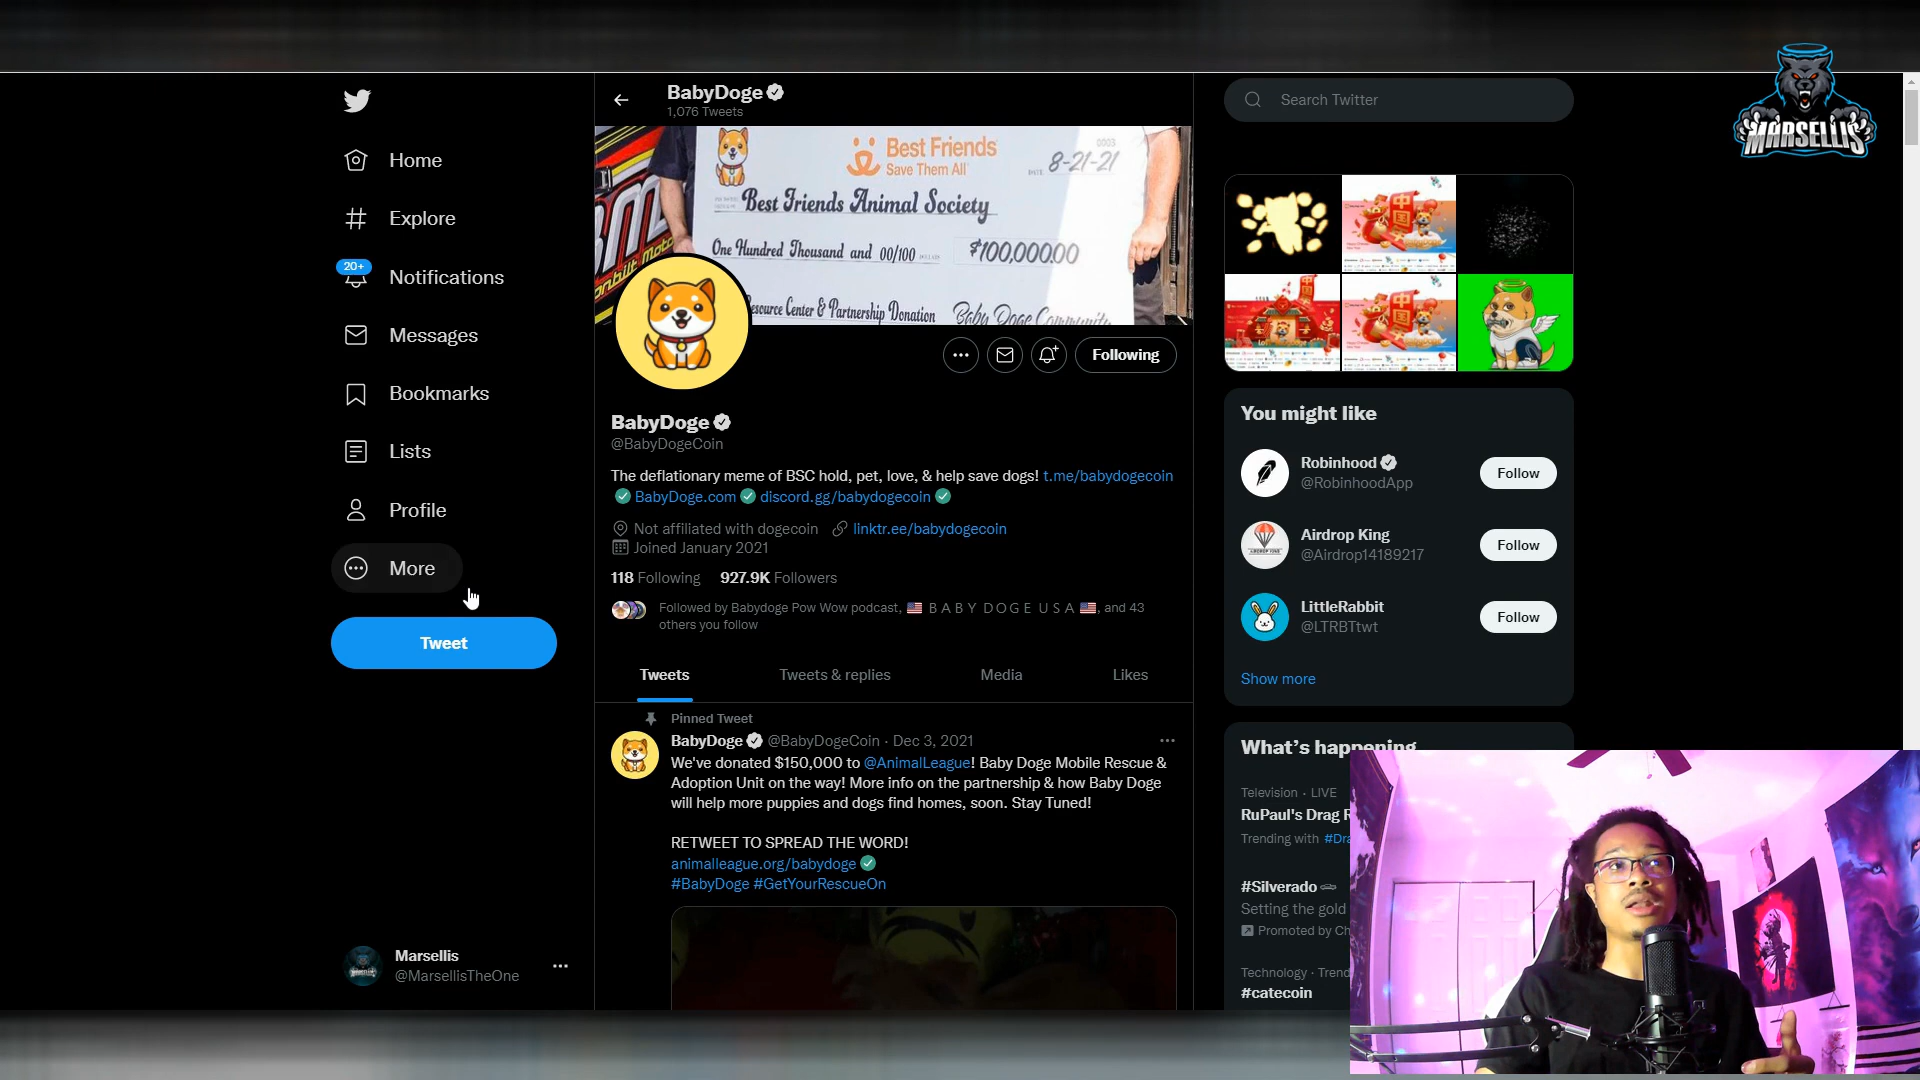 BabyDoge
1,076 Tweets
Search Twitter
MARSELLIS
Home
Explore
20+
Notifications
Messages
Bookmarks
Lists
Profile
More
Tweet
Marsellis
@MarsellisTheOne
Best Friends
Save Them All
0003
DATE 8-21-21
Best Friends Animal Society
One Hundred Thousand and 00/100 DOLLARS $100,000.00
esource Center & Partnership Donation Baby Doge Community
Following
BabyDoge
@BabyDogeCoin
The deflationary meme of BSC hold, pet, love, & help save dogs! t.me/babydogecoin
BabyDoge.com discord.gg/babydogecoin
Not affiliated with dogecoin linktr.ee/babydogecoin
Joined January 2021
118 Following 927.9K Followers
Followed by Babydoge Pow Wow podcast, B A B Y D O G E U S A , and 43
others you follow
Tweets Tweets & replies Media Likes
Pinned Tweet
BabyDoge @BabyDogeCoin · Dec 3, 2021
We've donated $150,000 to @AnimalLeague! Baby Doge Mobile Rescue &
Adoption Unit on the way! More info on the partnership & how Baby Doge
will help more puppies and dogs find homes, soon. Stay Tuned!
RETWEET TO SPREAD THE WORD!
animalleague.org/babydoge
#BabyDoge #GetYourRescueOn
You might like
Robinhood
@RobinhoodApp
Follow
Airdrop King
@Airdrop14189217
Follow
LittleRabbit
@LTRBTtwt
Follow
Show more
What's happening
Television · LIVE
RuPaul's Drag R
Trending with #Dra
#Silverado
Setting the gold
Promoted by Ch
Technology · Trend
#catecoin